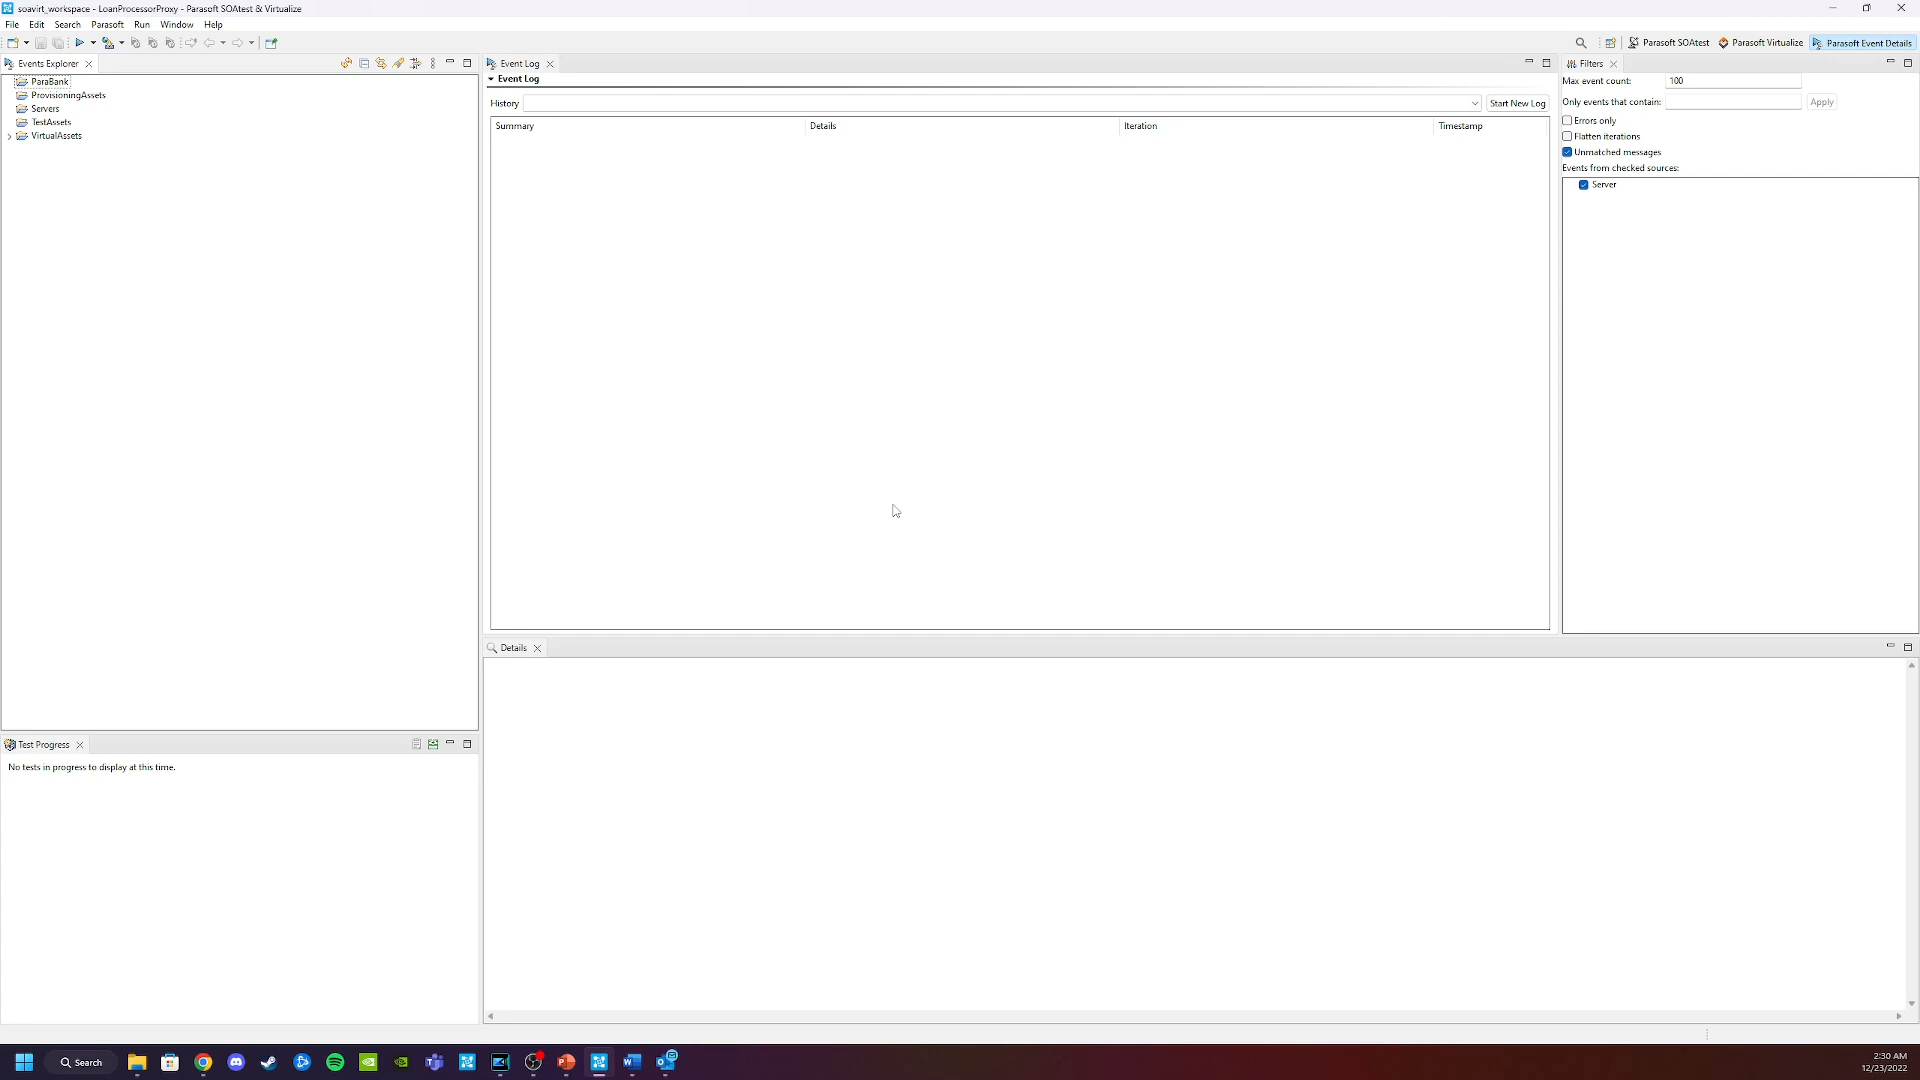 soavirt_workspace - LoanProcessorProxy - Parasoft SOAtest & Virtualize
File Edit Search Parasoft Run Window Help
Parasoft SOAtest Parasoft Virtualize Parasoft Event Details
Events Explorer
ParaBank
ProvisioningAssets
Servers
TestAssets
VirtualAssets
Event Log
Event Log
History Start New Log
Summary Details Iteration Timestamp
Filters
Max event count: 100
Only events that contain: Apply
Errors only
Flatten iterations
Unmatched messages
Events from checked sources:
Server
Details
Test Progress
No tests in progress to display at this time.
Search
2:30 AM
12/23/2022